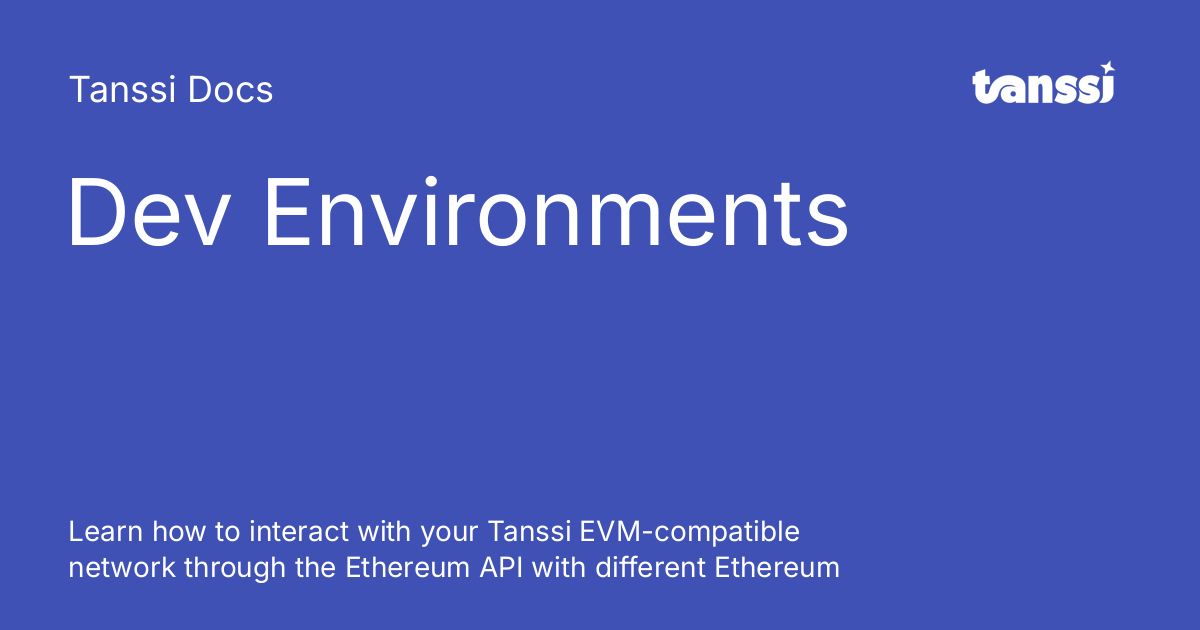 Tanssi Docs
tanssi
Dev Environments
Learn how to interact with your Tanssi EVM-compatible
network through the Ethereum API with different Ethereum